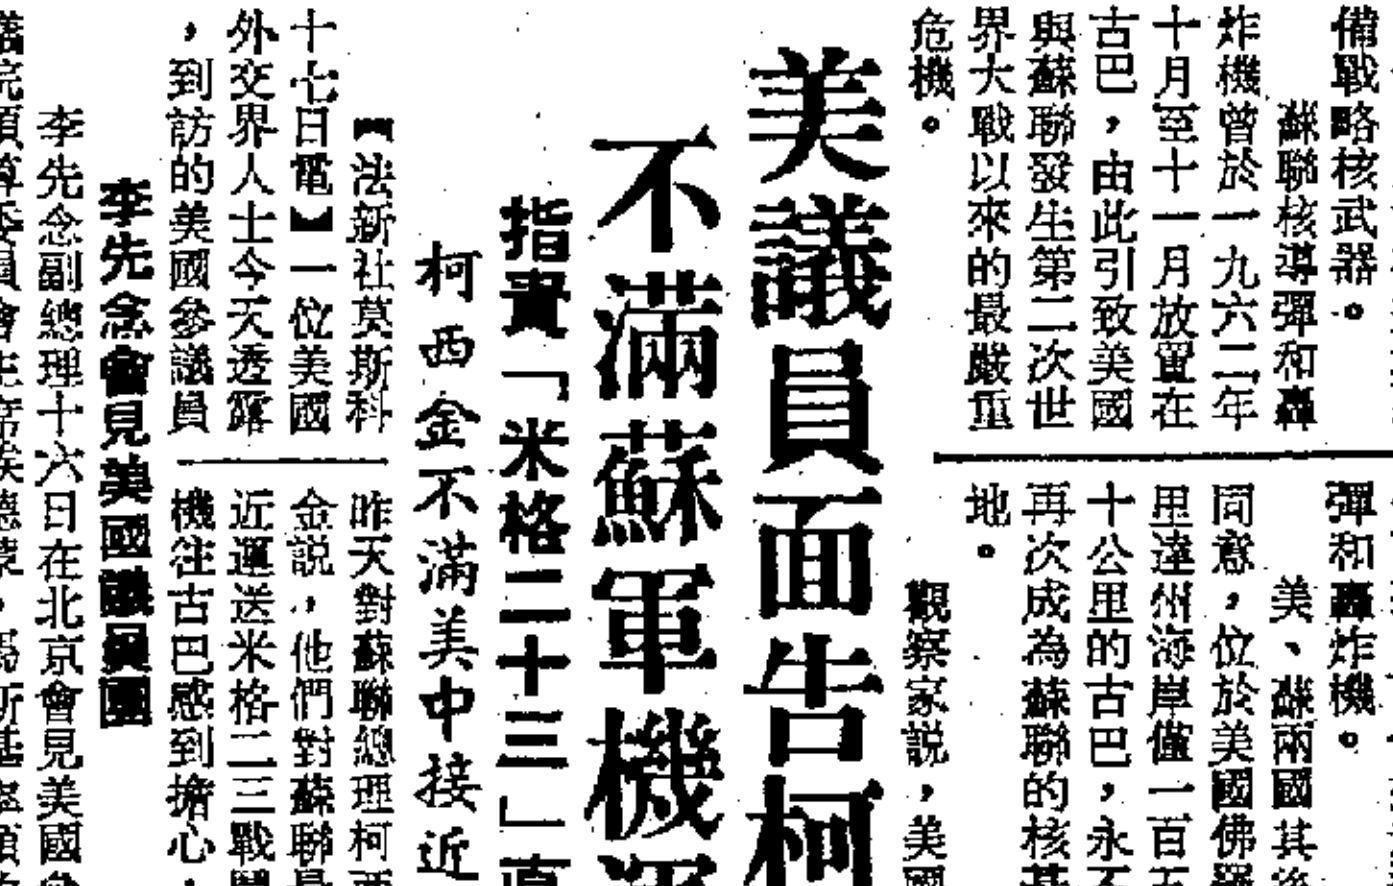 備戰略核武器。
蘇聯核導彈和轟
炸機曾於一九六二年
十月至十一月放置在
古巴，由此引致美國
與蘇聯發生第二次世
界大戰以來的最嚴重
危機。
彈和轟炸機。
美、蘇兩國其後
同意，位於美國佛羅
里達州海岸僅一百五
十公里的古巴，永不
再次成為蘇聯的核基
地。
觀察家説，美國
美議員面告柯
不滿蘇軍機運
指責「米格二十三」直
柯西金不滿美中接近
【法新社莫斯科
十七日電】一位美國
外交界人士今天透露
，到訪的美國參議員
昨天對蘇聯總理柯西
金説，他們對蘇聯最
近運送米格二三戰鬥
機往古巴感到擔心，
李先念會見美國議員團
李先念副總理十六日在北京會見美國參